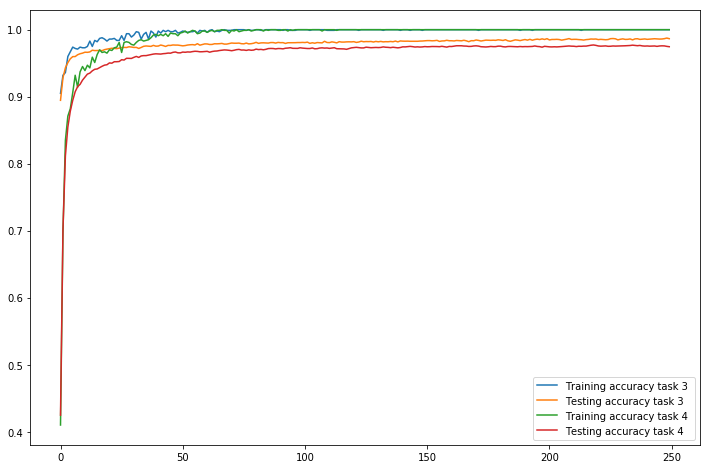 1.0
0.9
0.8
0.7
0.6
0.5
0.4
0 50 100 150 200 250
Training accuracy task 3
Testing accuracy task 3
Training accuracy task 4
Testing accuracy task 4